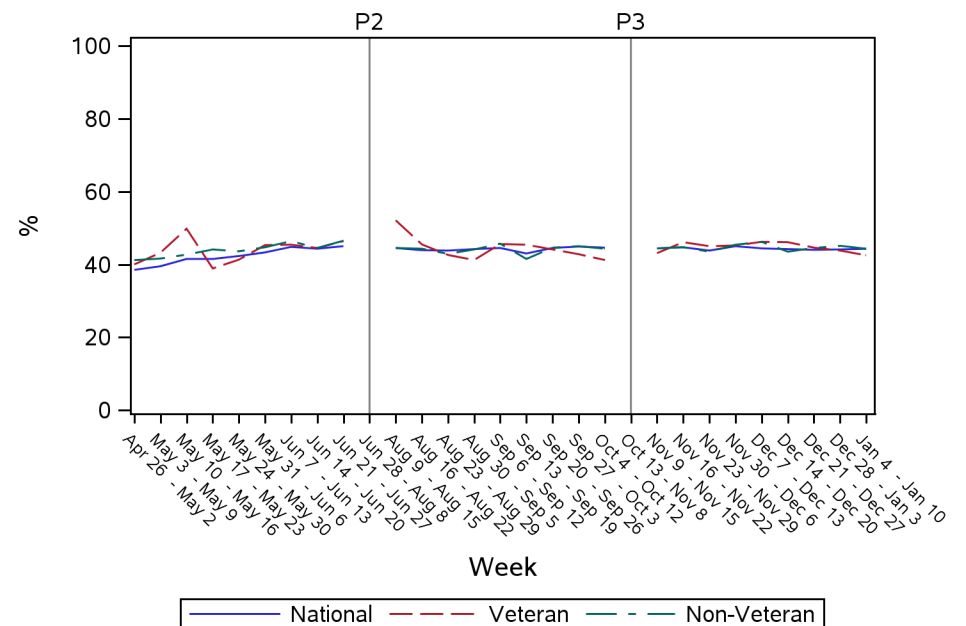 P2 P3
100
80
60
40
20
0
%
Apr 26 - May 2
May 3 - May 9
May 10 - May 16
May 17 - May 23
May 24 - May 30
May 31 - Jun 6
Jun 7 - Jun 13
Jun 14 - Jun 20
Jun 21 - Jun 27
Jun 28 - Aug 8
Aug 9 - Aug 15
Aug 16 - Aug 22
Aug 23 - Aug 29
Aug 30 - Sep 5
Sep 6 - Sep 12
Sep 13 - Sep 19
Sep 20 - Sep 26
Sep 27 - Oct 3
Oct 4 - Oct 12
Oct 13 - Nov 8
Nov 9 - Nov 15
Nov 16 - Nov 22
Nov 23 - Nov 29
Nov 30 - Dec 6
Dec 7 - Dec 13
Dec 14 - Dec 20
Dec 21 - Dec 27
Dec 28 - Jan 3
Jan 4 - Jan 10
Week
National Veteran Non-Veteran